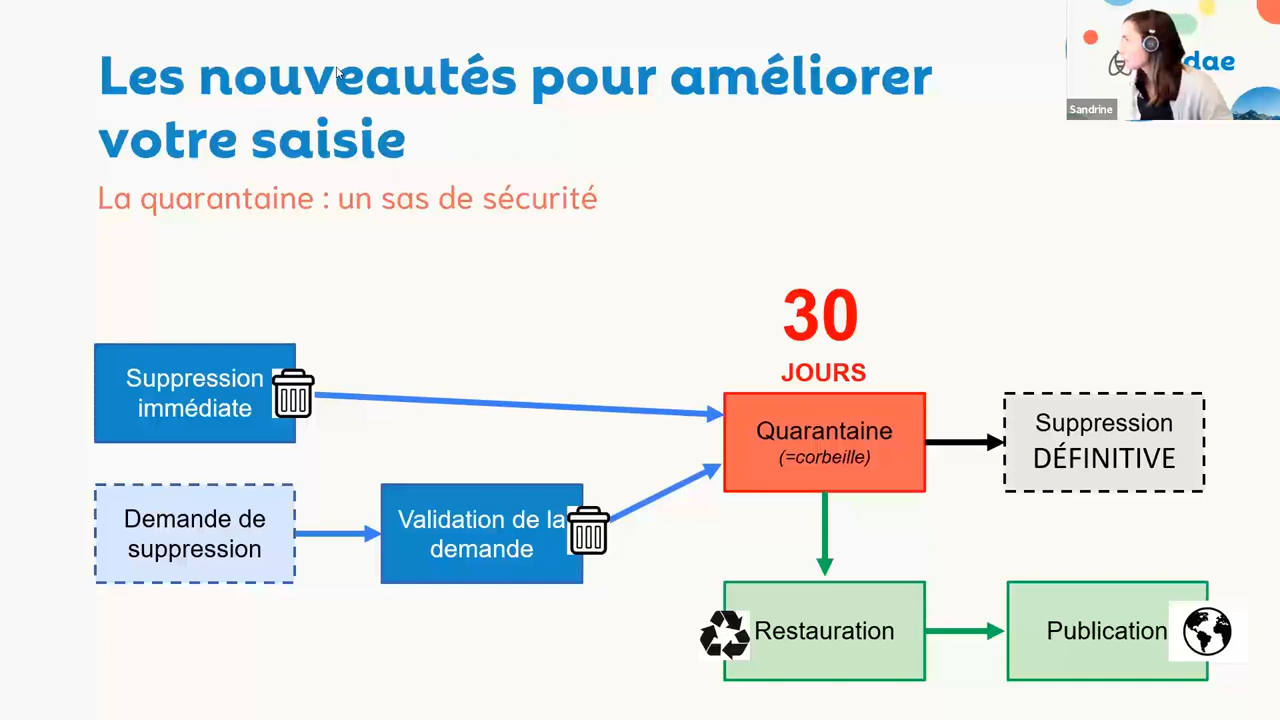 Les nouveautés pour améliorer
votre saisie
La quarantaine : un sas de sécurité
Sandrine
dae
30
JOURS
Suppression
immédiate
Quarantaine
(=corbeille)
Suppression
DÉFINITIVE
Demande de
suppression
Validation de la
demande
Restauration
Publication